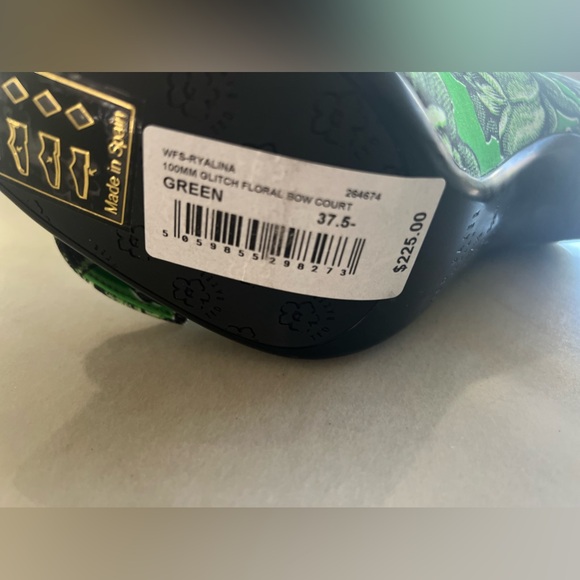 Made in Spain
WFS-RYALINA
264674
100MM GLITCH FLORAL BOW COURT
GREEN
37.5-
5 059855 298273
$225.00